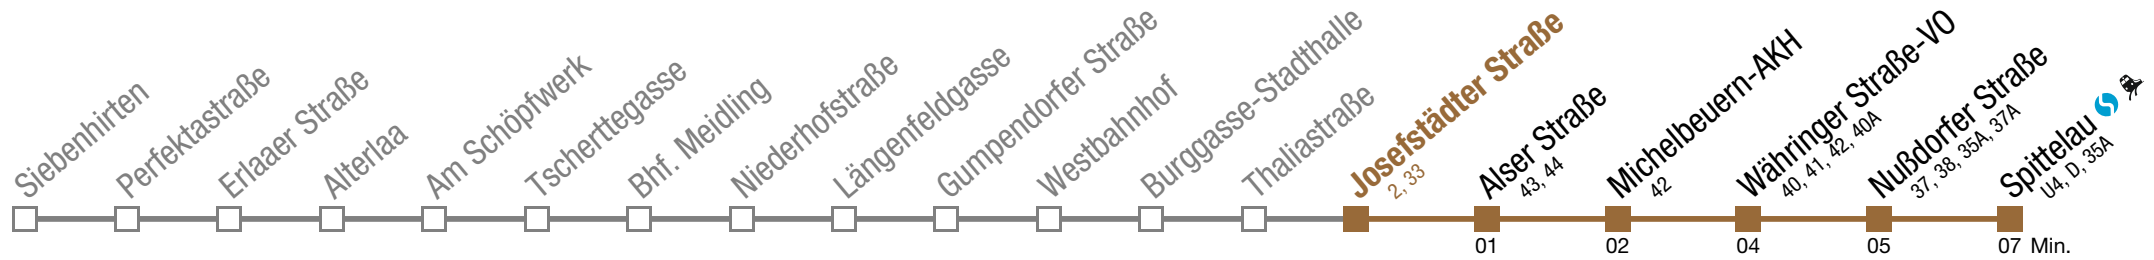 Siebenhirten
Perfektastraße
Erlaaer Straße
Alterlaa
Am Schöpfwerk
Tscherttegasse
Bhf. Meidling
Niederhofstraße
Längenfeldgasse
Gumpendorfer Straße
Westbahnhof
Burggasse-Stadthalle
Thaliastraße
Josefstädter Straße
2, 33
Alser Straße
43, 44
Michelbeuern-AKH
42
Währinger Straße-VO
40, 41, 42, 40A
Nußdorfer Straße
37, 38, 35A, 37A
Spittelau
U4, D, 35A
01 02 04 05 07 Min.